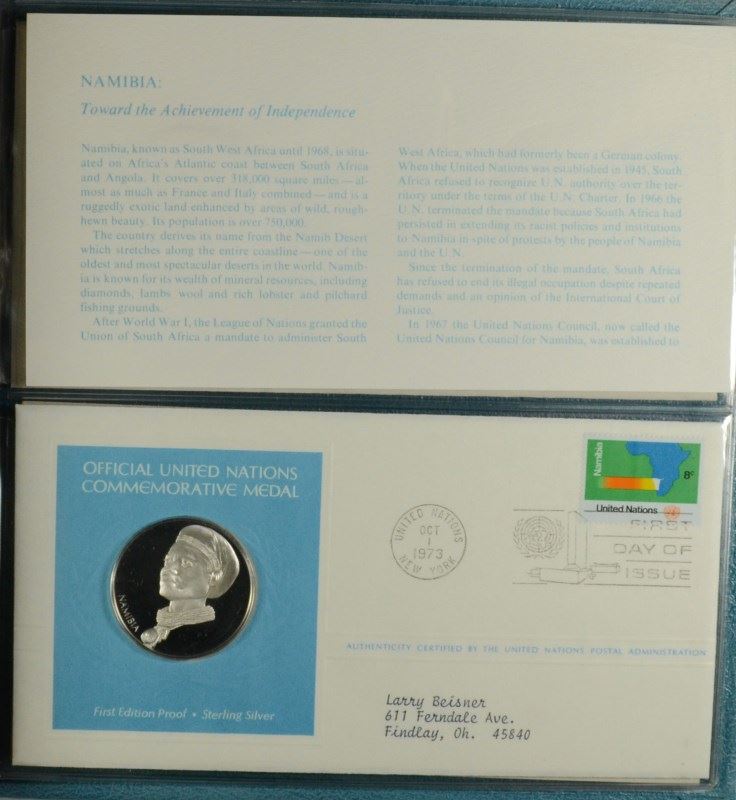 NAMIBIA:
Toward the Achievement of Independence
Namibia, known as South West Africa until 1968, is situ-
ated on Africa's Atlantic coast between South Africa
and Angola. It covers over 318,000 square miles—al-
most as much as France and Italy combined—and is a
ruggedly exotic land enhanced by areas of wild, rough-
hewn beauty. Its population is over 750,000.
The country derives its name from the Namib Desert
which stretches along the entire coastline—one of the
oldest and most spectacular deserts in the world. Namib-
ia is known for its wealth of mineral resources, including
diamonds, lambs wool and rich lobster and pilchard
fishing grounds.
After World War I, the League of Nations granted the
Union of South Africa a mandate to administer South
West Africa, which had formerly been a German colony.
When the United Nations was established in 1945, South
Africa refused to recognize U.N. authority over the ter-
ritory under the terms of the U.N. Charter. In 1966 the
U.N. terminated the mandate because South Africa had
persisted in extending its racist policies and institutions
to Namibia in spite of protests by the people of Namibia
and the U.N.
Since the termination of the mandate, South Africa
has refused to end its illegal occupation despite repeated
demands and an opinion of the International Court of
Justice.
In 1967 the United Nations Council, now called the
United Nations Council for Namibia, was established to
OFFICIAL UNITED NATIONS
COMMEMORATIVE MEDAL
NAMIBIA
First Edition Proof • Sterling Silver
Namibia
8c
United Nations
UNITED NATIONS
OCT
1
1973
NEW YORK
FIRST
DAY OF
ISSUE
AUTHENTICITY CERTIFIED BY THE UNITED NATIONS POSTAL ADMINISTRATION
Larry Beisner
611 Ferndale Ave.
Findlay, Oh. 45840